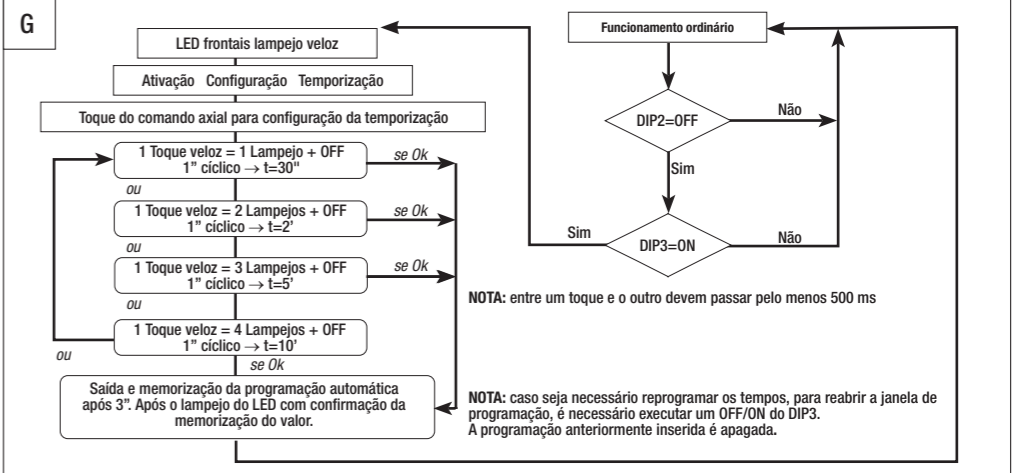 G
LED frontais lampejo veloz
Ativação Configuração Temporização
Toque do comando axial para configuração da temporização
1 Toque veloz = 1 Lampejo + OFF
1” cíclico → t=30"
se Ok
ou
1 Toque veloz = 2 Lampejos + OFF
1” cíclico → t=2’
se Ok
ou
1 Toque veloz = 3 Lampejos + OFF
1” cíclico → t=5’
se Ok
ou
1 Toque veloz = 4 Lampejos + OFF
1” cíclico → t=10’
ou
se Ok
Saída e memorização da programação automática
após 3”. Após o lampejo do LED com confirmação da
memorização do valor.
Funcionamento ordinário
DIP2=OFF
Não
Sim
Sim
DIP3=ON
Não
NOTA: entre um toque e o outro devem passar pelo menos 500 ms
NOTA: caso seja necessário reprogramar os tempos, para reabrir a janela de
programação, é necessário executar um OFF/ON do DIP3.
A programação anteriormente inserida é apagada.